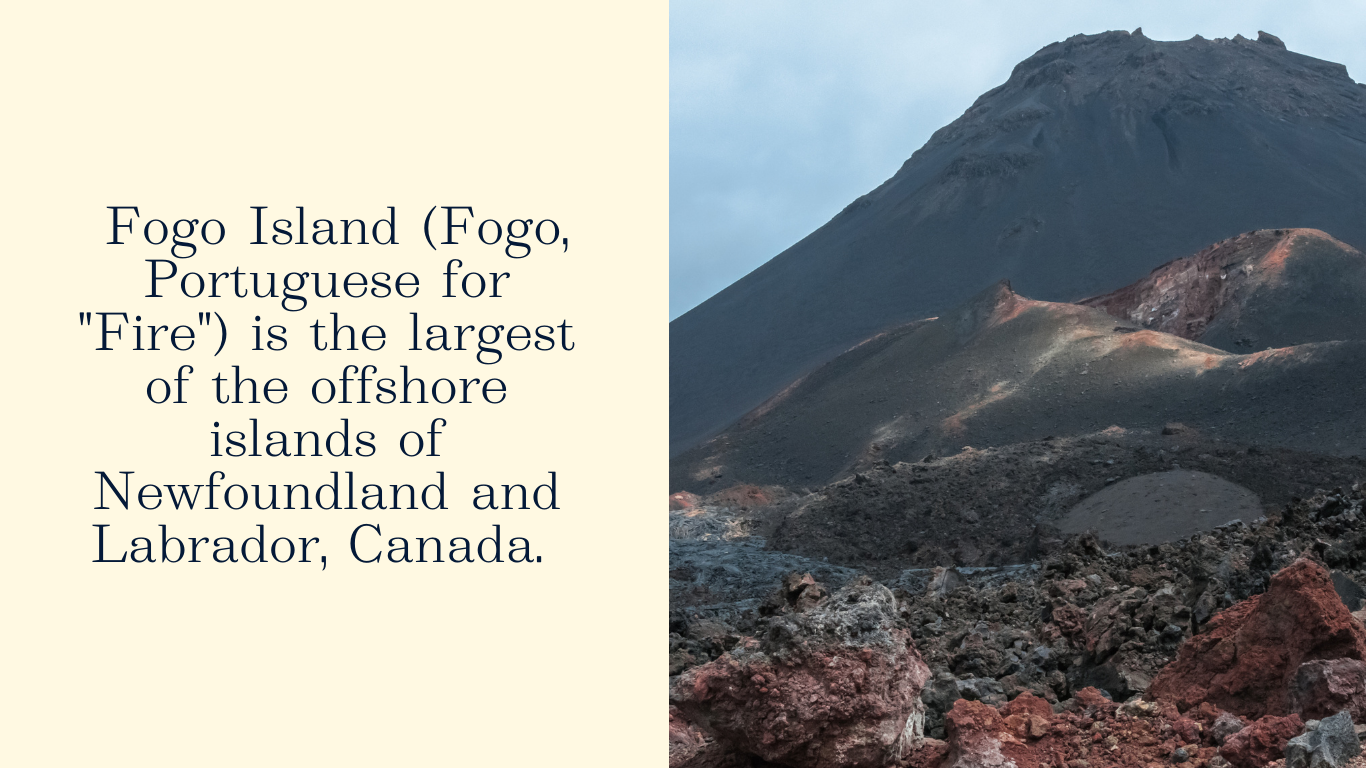 Fogo Island (Fogo,
Portuguese for
"Fire") is the largest
of the offshore
islands of
Newfoundland and
Labrador, Canada.